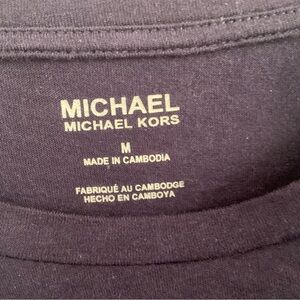 MICHAEL
MICHAEL KORS
M
MADE IN CAMBODIA
FABRIQUÉ AU CAMBODGE
HECHO EN CAMBOYA